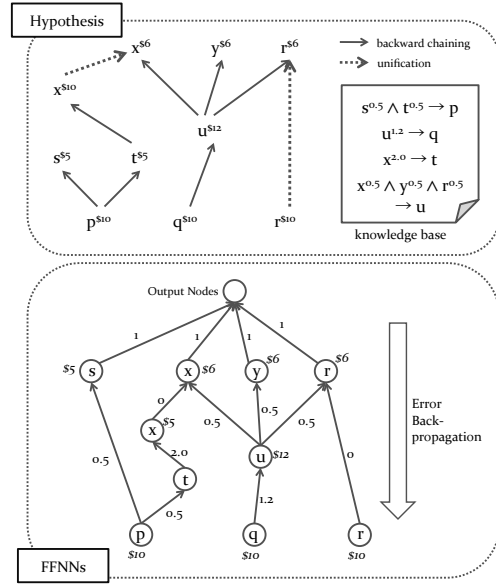 Hypothesis
x$6 y$6 r$6
backward chaining
unification
x$10
u$12
s$5 t$5
p$10 q$10 r$10
s0.5 ∧ t0.5 → p
u1.2 → q
x2.0 → t
x0.5 ∧ y0.5 ∧ r0.5
→ u
knowledge base
Output Nodes
1 1 1 1
$5 s x $6 y $6 r $6
0 0.5 0.5 0.5
x $5
Error
Back-
propagation
0.5 2.0 u $12 0
t
0.5 1.2
p q r
$10 $10 $10
FFNNs